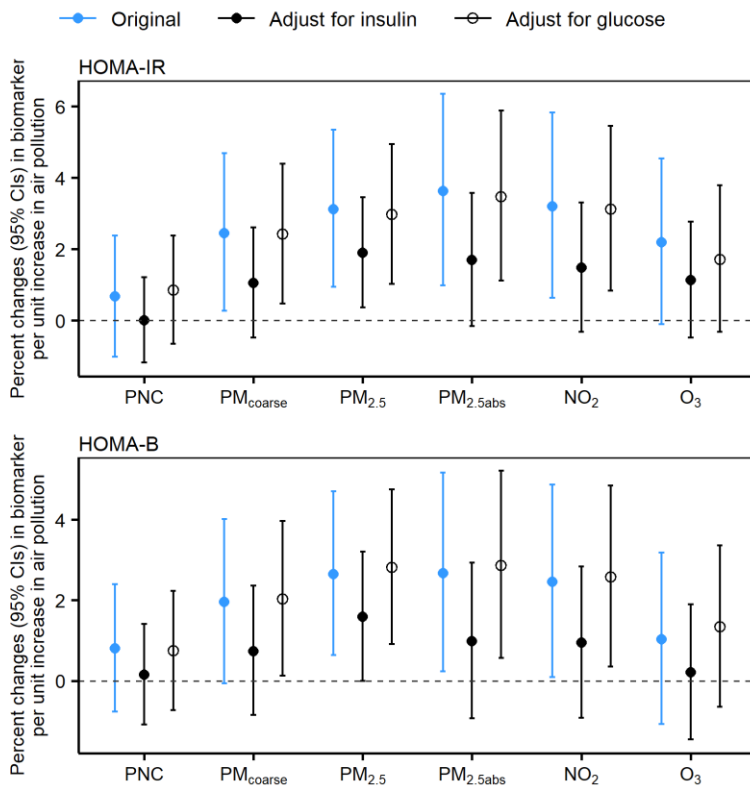 Original Adjust for insulin Adjust for glucose
HOMA-IR
Percent changes (95% CIs) in biomarker
per unit increase in air pollution
6
4
2
0
PNC PMcoarse PM2.5 PM2.5abs NO2 O3
HOMA-B
Percent changes (95% CIs) in biomarker
per unit increase in air pollution
4
2
0
PNC PMcoarse PM2.5 PM2.5abs NO2 O3